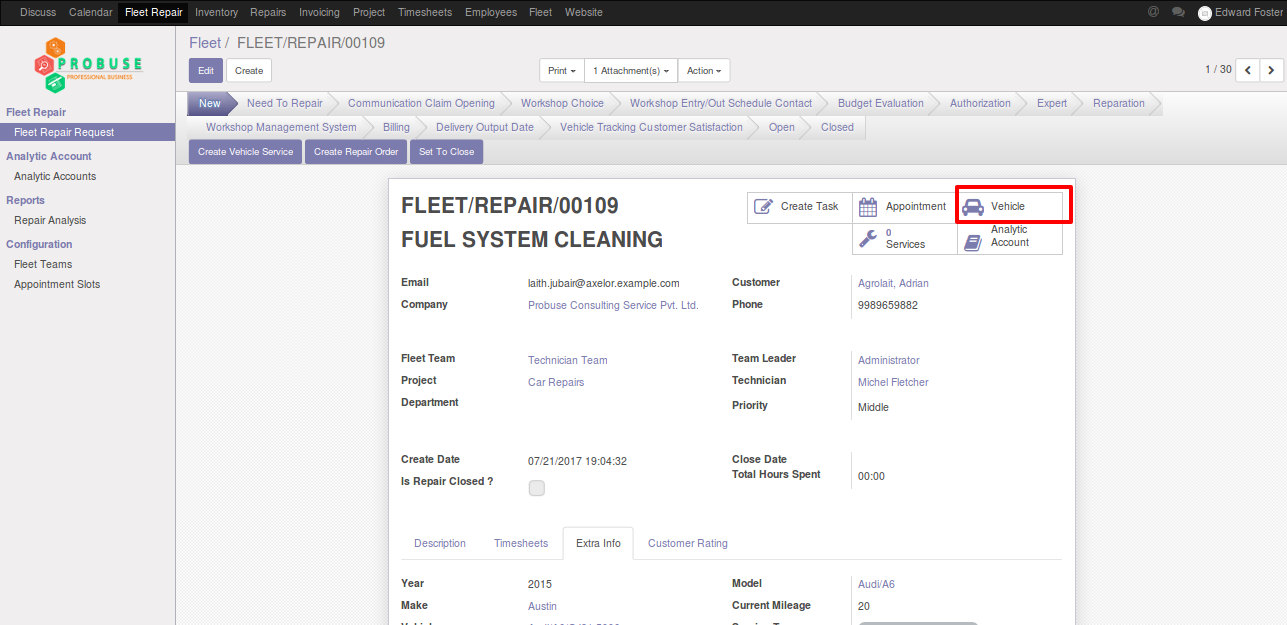 Discuss Calendar Fleet Repair Inventory Repairs Invoicing Project Timesheets Employees Fleet Website @ Edward Foster
PROBUSE
PROFESSIONAL BUSINESS
Fleet Repair
Fleet Repair Request
Analytic Account
Analytic Accounts
Reports
Repair Analysis
Configuration
Fleet Teams
Appointment Slots
Fleet / FLEET/REPAIR/00109
Edit Create Print 1 Attachment(s) Action 1 / 30
New Need To Repair Communication Claim Opening Workshop Choice Workshop Entry/Out Schedule Contact Budget Evaluation Authorization Expert Reparation
Workshop Management System Billing Delivery Output Date Vehicle Tracking Customer Satisfaction Open Closed
Create Vehicle Service Create Repair Order Set To Close
Create Task Appointment Vehicle
0
Services
Analytic
Account
FLEET/REPAIR/00109
FUEL SYSTEM CLEANING
Email laith.jubair@axelor.example.com Customer Agrolait, Adrian
Company Probuse Consulting Service Pvt. Ltd. Phone 9989659882
Fleet Team Technician Team Team Leader Administrator
Project Car Repairs Technician Michel Fletcher
Department Priority Middle
Create Date 07/21/2017 19:04:32 Close Date
Is Repair Closed ? Total Hours Spent 00:00
Description Timesheets Extra Info Customer Rating
Year 2015 Model Audi/A6
Make Austin Current Mileage 20